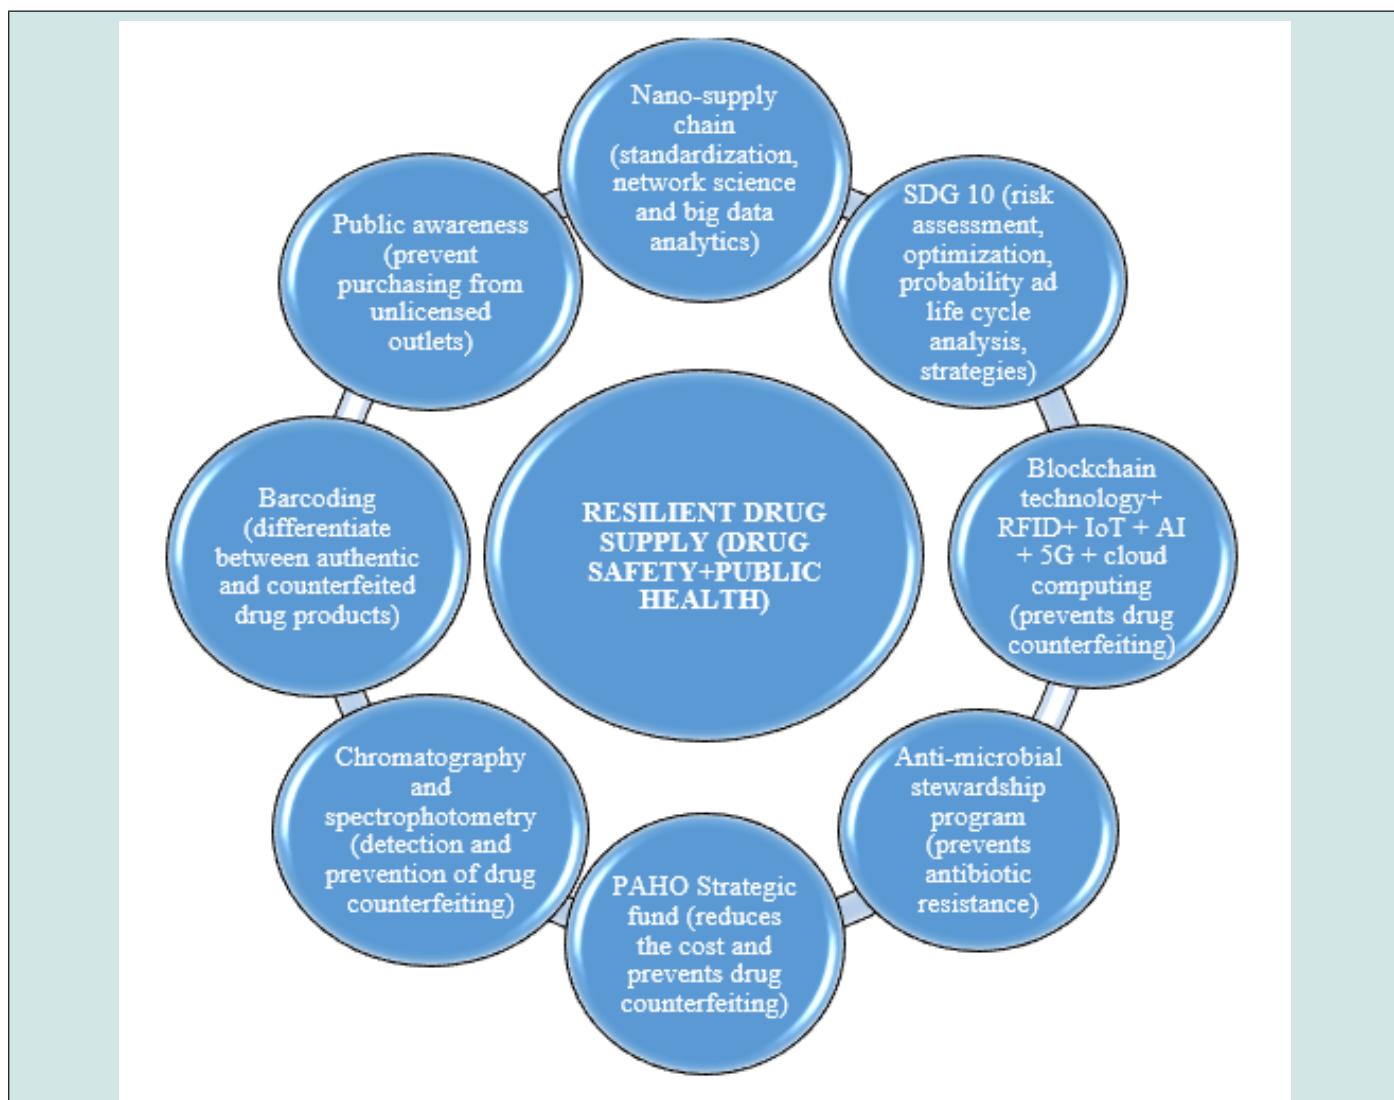 Nano-supply
chain
(standardization,
network science
and big data
analytics)
SDG 10 (risk
assessment,
optimization,
probability ad
life cycle
analysis,
strategies)
Blockchain
technology+
RFID+ IoT + AI
+ 5G + cloud
computing
(prevents drug
counterfeiting)
Anti-microbial
stewardship
program
(prevents
antibiotic
resistance)
PAHO Strategic
fund (reduces
the cost and
prevents drug
counterfeiting)
Chromatography
and
spectrophotometry
(detection and
prevention of drug
counterfeiting)
Barcoding
(differentiate
between authentic
and counterfeited
drug products)
Public awareness
(prevent
purchasing from
unlicensed
outlets)
RESILIENT DRUG
SUPPLY (DRUG
SAFETY+PUBLIC
HEALTH)